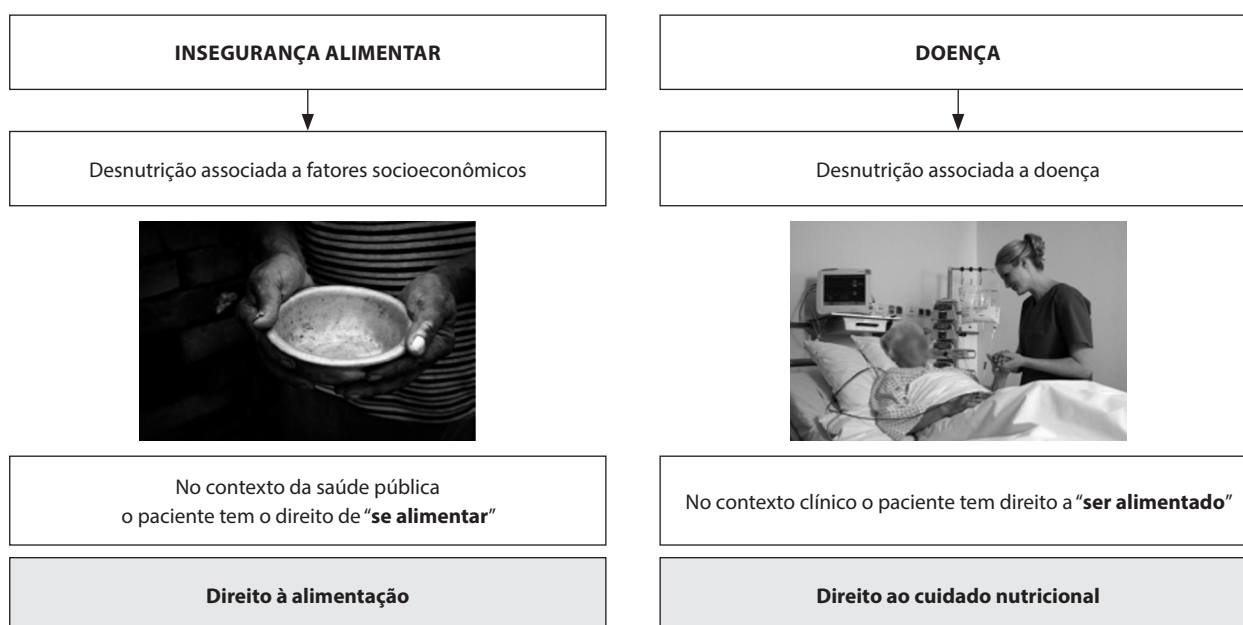 INSEGURANÇA ALIMENTAR
Desnutrição associada a fatores socioeconômicos
No contexto da saúde pública
o paciente tem o direito de “se alimentar”
Direito à alimentação
DOENÇA
Desnutrição associada a doença
No contexto clínico o paciente tem direito a “ser alimentado”
Direito ao cuidado nutricional